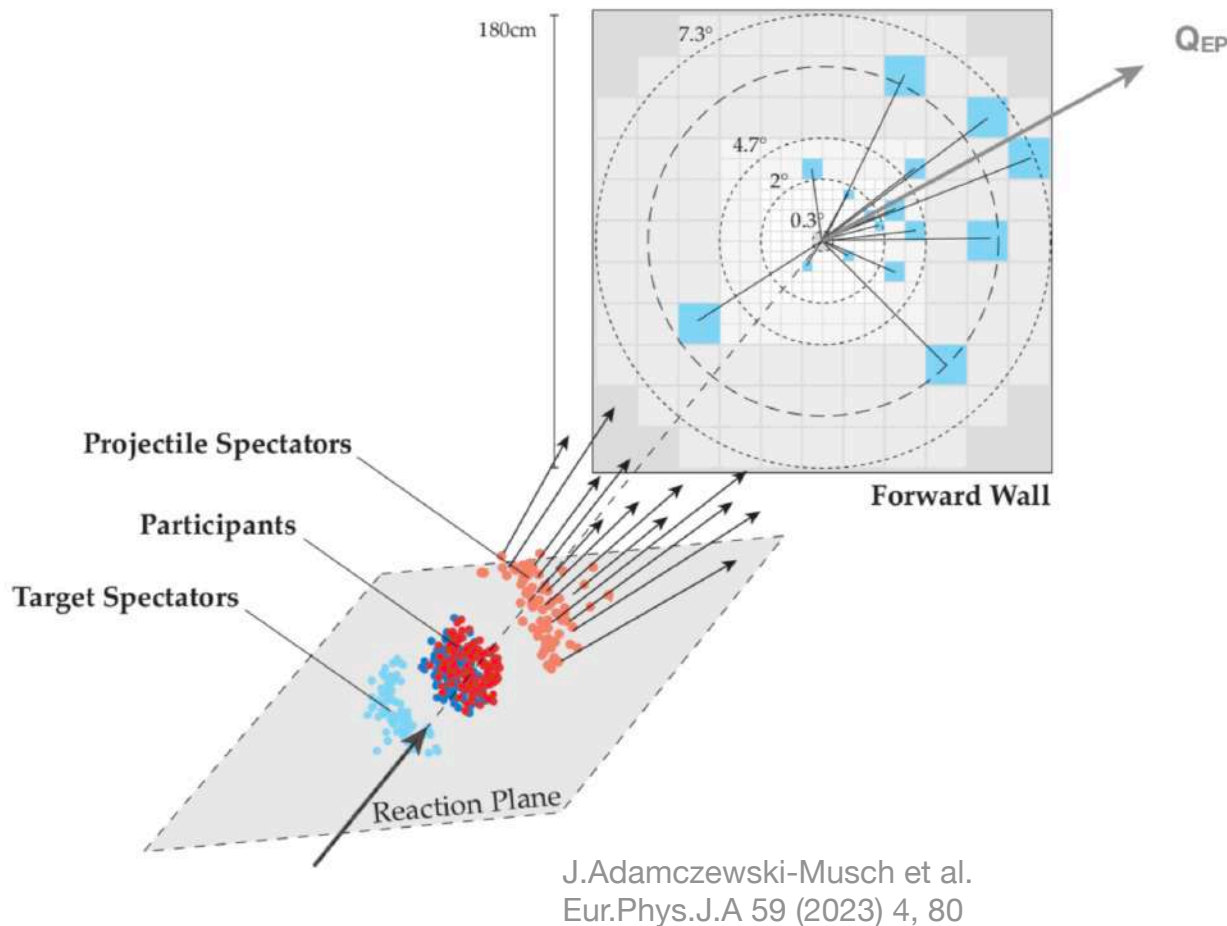 180cm
7.3°
Q_EP
4.7°
2°
0.3°
Projectile Spectators
Forward Wall
Participants
Target Spectators
Reaction Plane
J.Adamczewski-Musch et al.
Eur.Phys.J.A 59 (2023) 4, 80